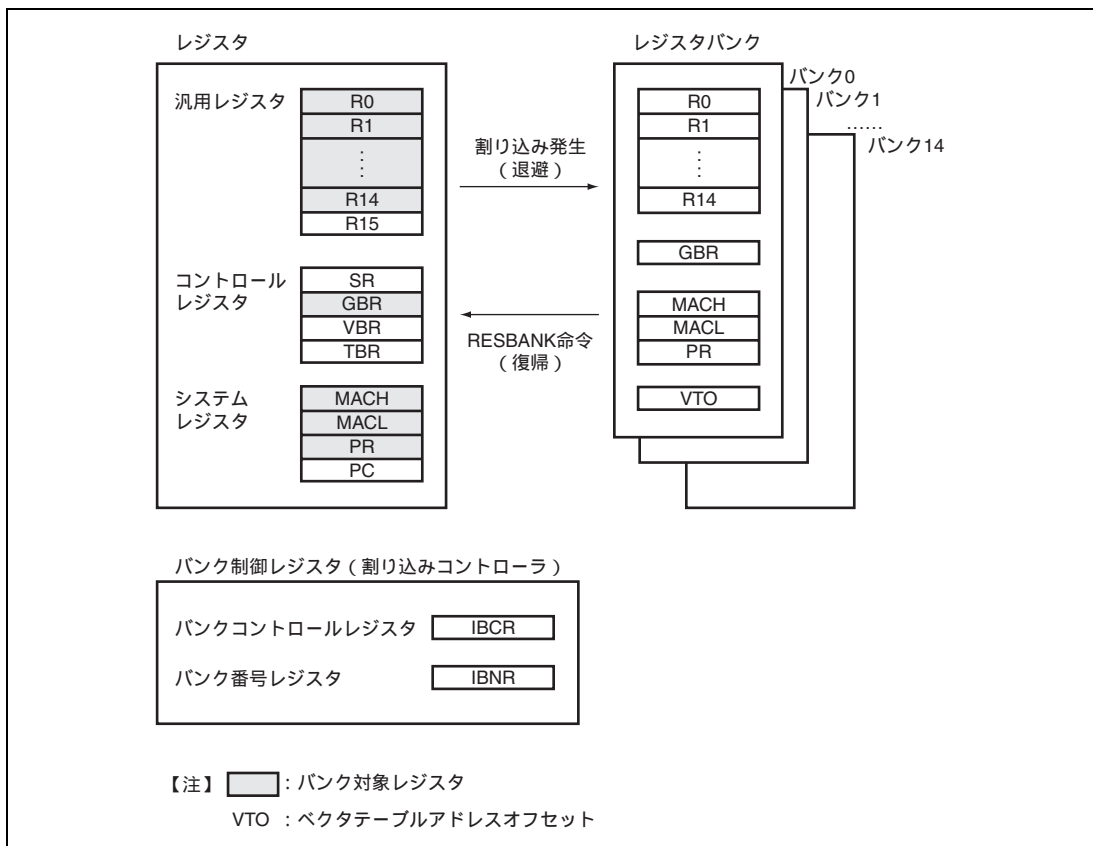 レジスタ
汎用レジスタ
R0
R1
⋮
R14
R15
コントロール
レジスタ
SR
GBR
VBR
TBR
システム
レジスタ
MACH
MACL
PR
PC
割り込み発生
（退避）
RESBANK命令
（復帰）
レジスタバンク
バンク0
バンク1
......
バンク14
R0
R1
⋮
R14
GBR
MACH
MACL
PR
VTO
バンク制御レジスタ（割り込みコントローラ）
バンクコントロールレジスタ IBCR
バンク番号レジスタ IBNR
【注】 ：バンク対象レジスタ
VTO ：ベクタテーブルアドレスオフセット